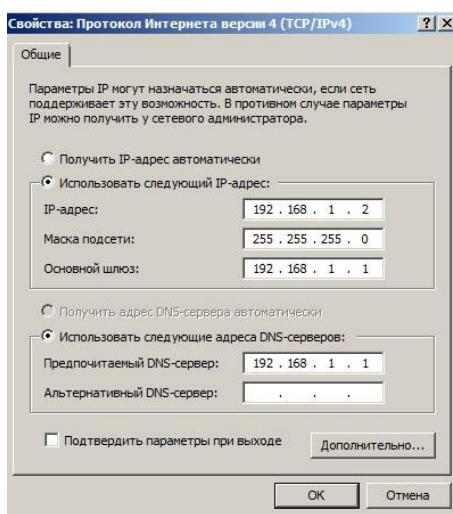 Свойства: Протокол Интернета версии 4 (TCP/IPv4)
Общие
Параметры IP могут назначаться автоматически, если сеть
поддерживает эту возможность. В противном случае параметры
IP можно получить у сетевого администратора.
Получить IP-адрес автоматически
Использовать следующий IP-адрес:
IP-адрес: 192 . 168 . 1 . 2
Маска подсети: 255 . 255 . 255 . 0
Основной шлюз: 192 . 168 . 1 . 1
Получить адрес DNS-сервера автоматически
Использовать следующие адреса DNS-серверов:
Предпочитаемый DNS-сервер: 192 . 168 . 1 . 1
Альтернативный DNS-сервер: . . .
Подтвердить параметры при выходе
Дополнительно...
ОК Отмена